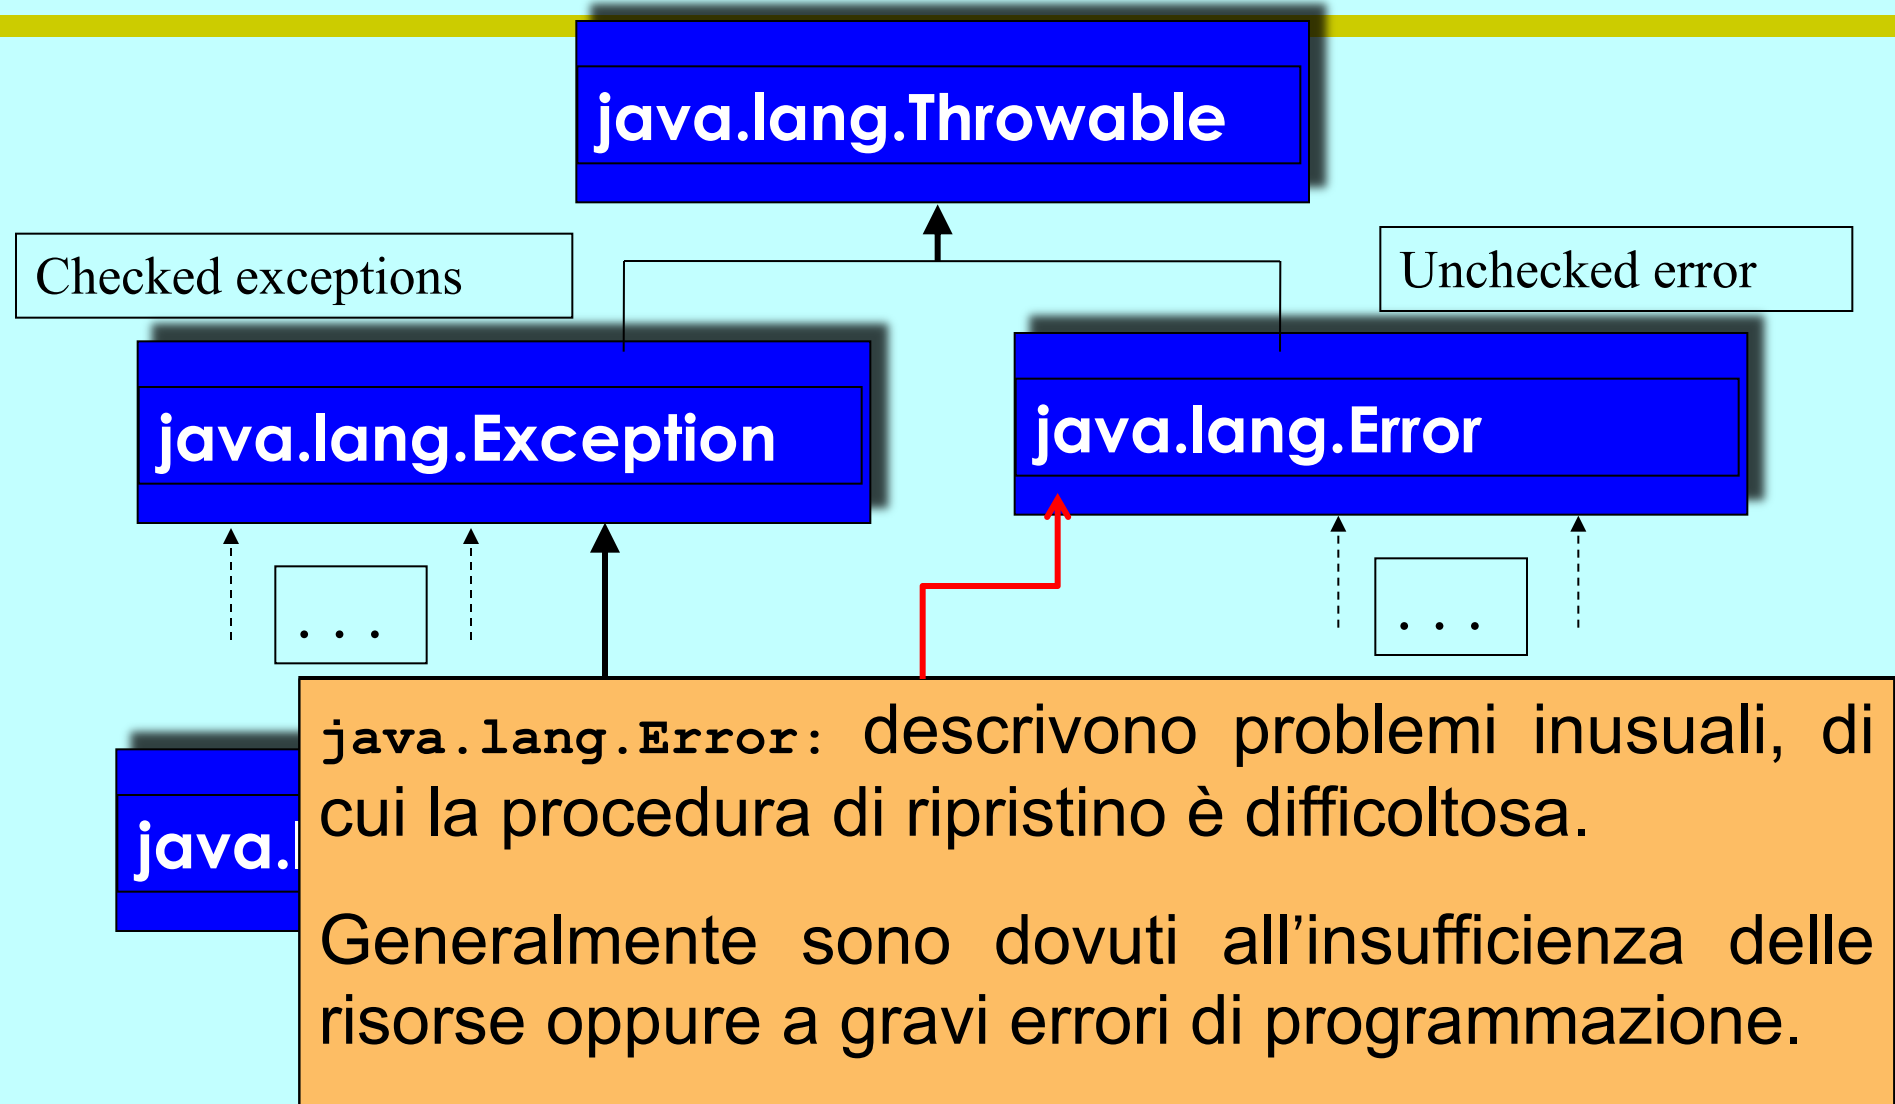 java.lang.Throwable
Checked exceptions
Unchecked error
java.lang.Exception
java.lang.Error
. . .
. . .
java.l
java.lang.Error: descrivono problemi inusuali, di
cui la procedura di ripristino è difficoltosa.
Generalmente sono dovuti all’insufficienza delle
risorse oppure a gravi errori di programmazione.